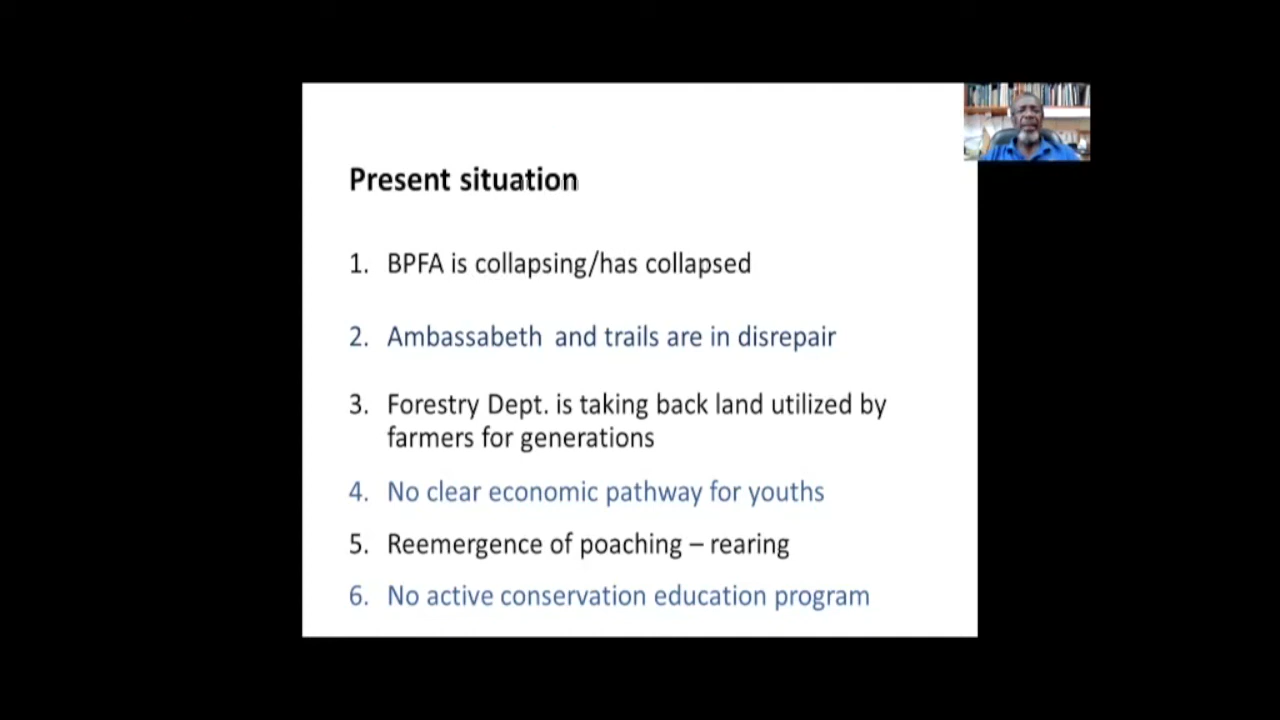 Present situation
1. BPFA is collapsing/has collapsed
2. Ambassabeth and trails are in disrepair
3. Forestry Dept. is taking back land utilized by
farmers for generations
4. No clear economic pathway for youths
5. Reemergence of poaching – rearing
6. No active conservation education program